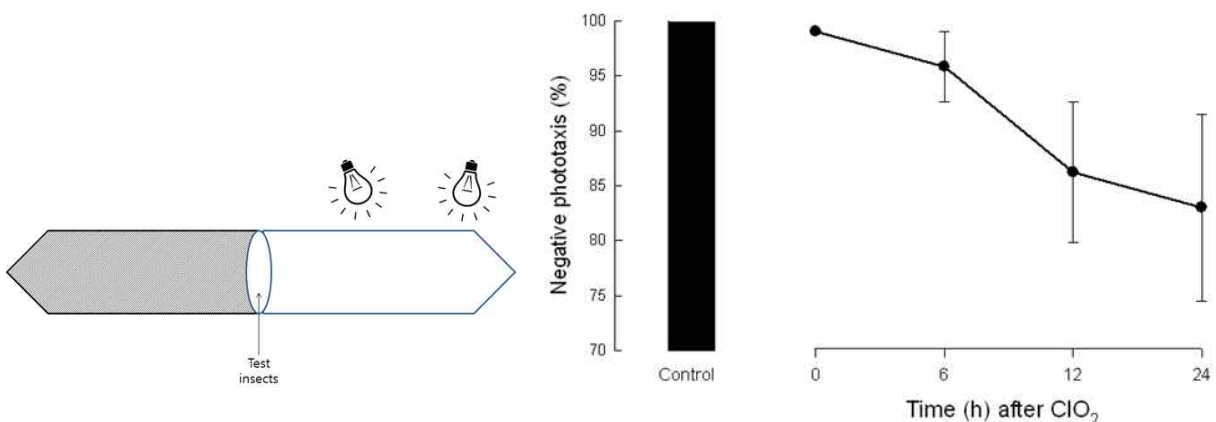 Test
insects
Negative phototaxis (%)
100
95
90
85
80
75
70
Control
0 6 12 24
Time (h) after ClO₂